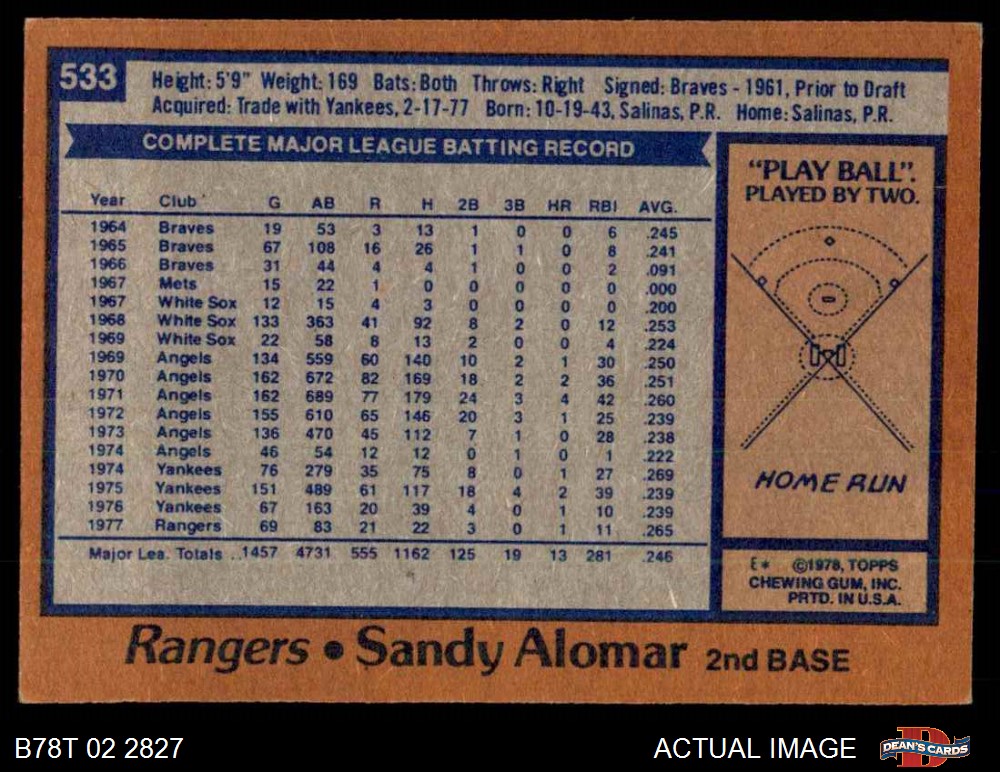 533
Height: 5'9" Weight: 169 Bats: Both Throws: Right Signed: Braves - 1961, Prior to Draft
Acquired: Trade with Yankees, 2-17-77 Born: 10-19-43, Salinas, P.R. Home: Salinas, P.R.
COMPLETE MAJOR LEAGUE BATTING RECORD
Year Club G AB R H 2B 3B HR RBI AVG.
1964 Braves 19 53 3 13 1 0 0 6 .245
1965 Braves 67 108 16 26 1 1 0 8 .241
1966 Braves 31 44 4 4 1 0 0 2 .091
1967 Mets 15 22 1 0 0 0 0 0 .000
1967 White Sox 12 15 4 3 0 0 0 0 .200
1968 White Sox 133 363 41 92 8 2 0 12 .253
1969 White Sox 22 58 8 13 2 0 0 4 .224
1969 Angels 134 559 60 140 10 2 1 30 .250
1970 Angels 162 672 82 169 18 2 2 36 .251
1971 Angels 162 689 77 179 24 3 4 42 .260
1972 Angels 155 610 65 146 20 3 1 25 .239
1973 Angels 136 470 45 112 7 1 0 28 .238
1974 Angels 46 54 12 12 0 1 0 1 .222
1974 Yankees 76 279 35 75 8 0 1 27 .269
1975 Yankees 151 489 61 117 18 4 2 39 .239
1976 Yankees 67 163 20 39 4 0 1 10 .239
1977 Rangers 69 83 21 22 3 0 1 11 .265
Major Lea. Totals ..1457 4731 555 1162 125 19 13 281 .246
"PLAY BALL".
PLAYED BY TWO.
HOME RUN
E* ©1978, TOPPS
CHEWING GUM, INC.
PRTD. IN U.S.A.
Rangers • Sandy Alomar 2nd BASE
B78T 02 2827
ACTUAL IMAGE
D
DEAN'S CARDS